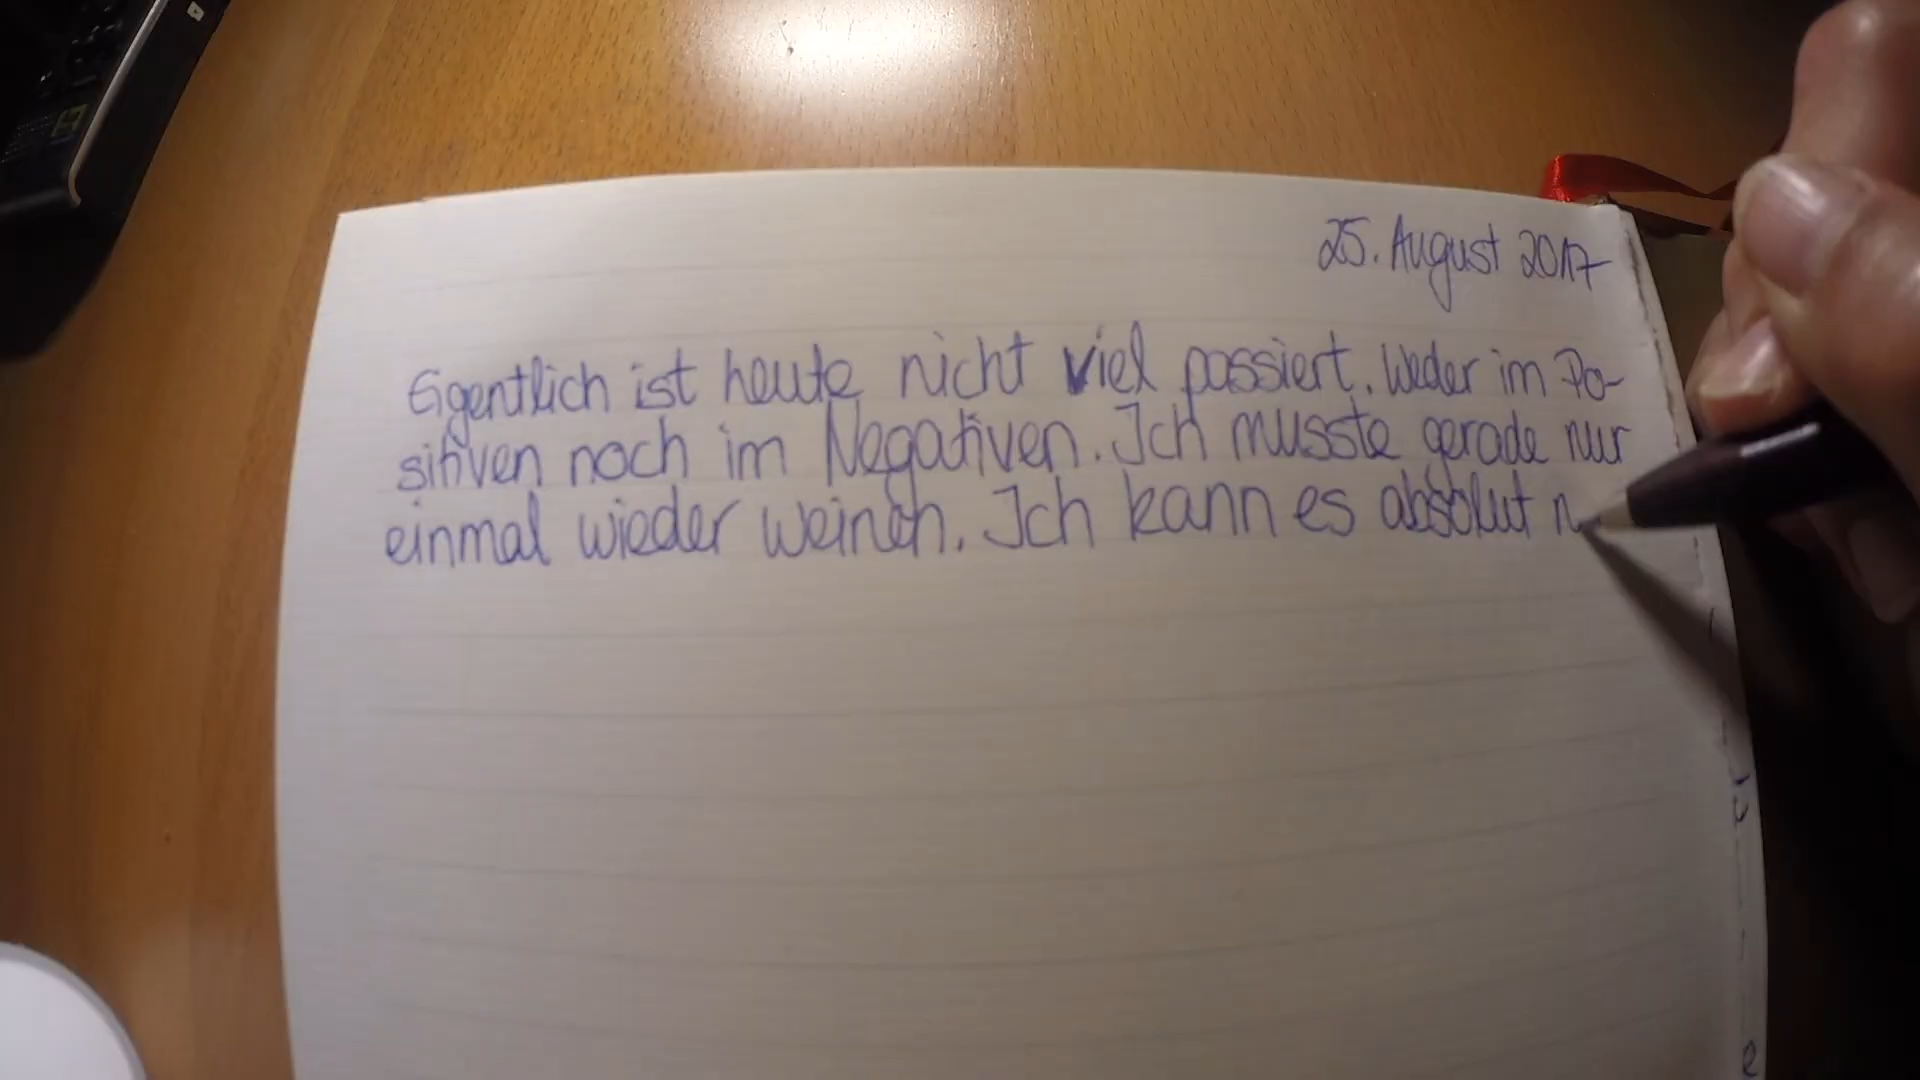 25. August 2017
Eigentlich ist heute nicht viel passiert. Weder im Po-
sitiven noch im Negativen. Ich musste gerade nur
einmal wieder weinen. Ich kann es absolut n